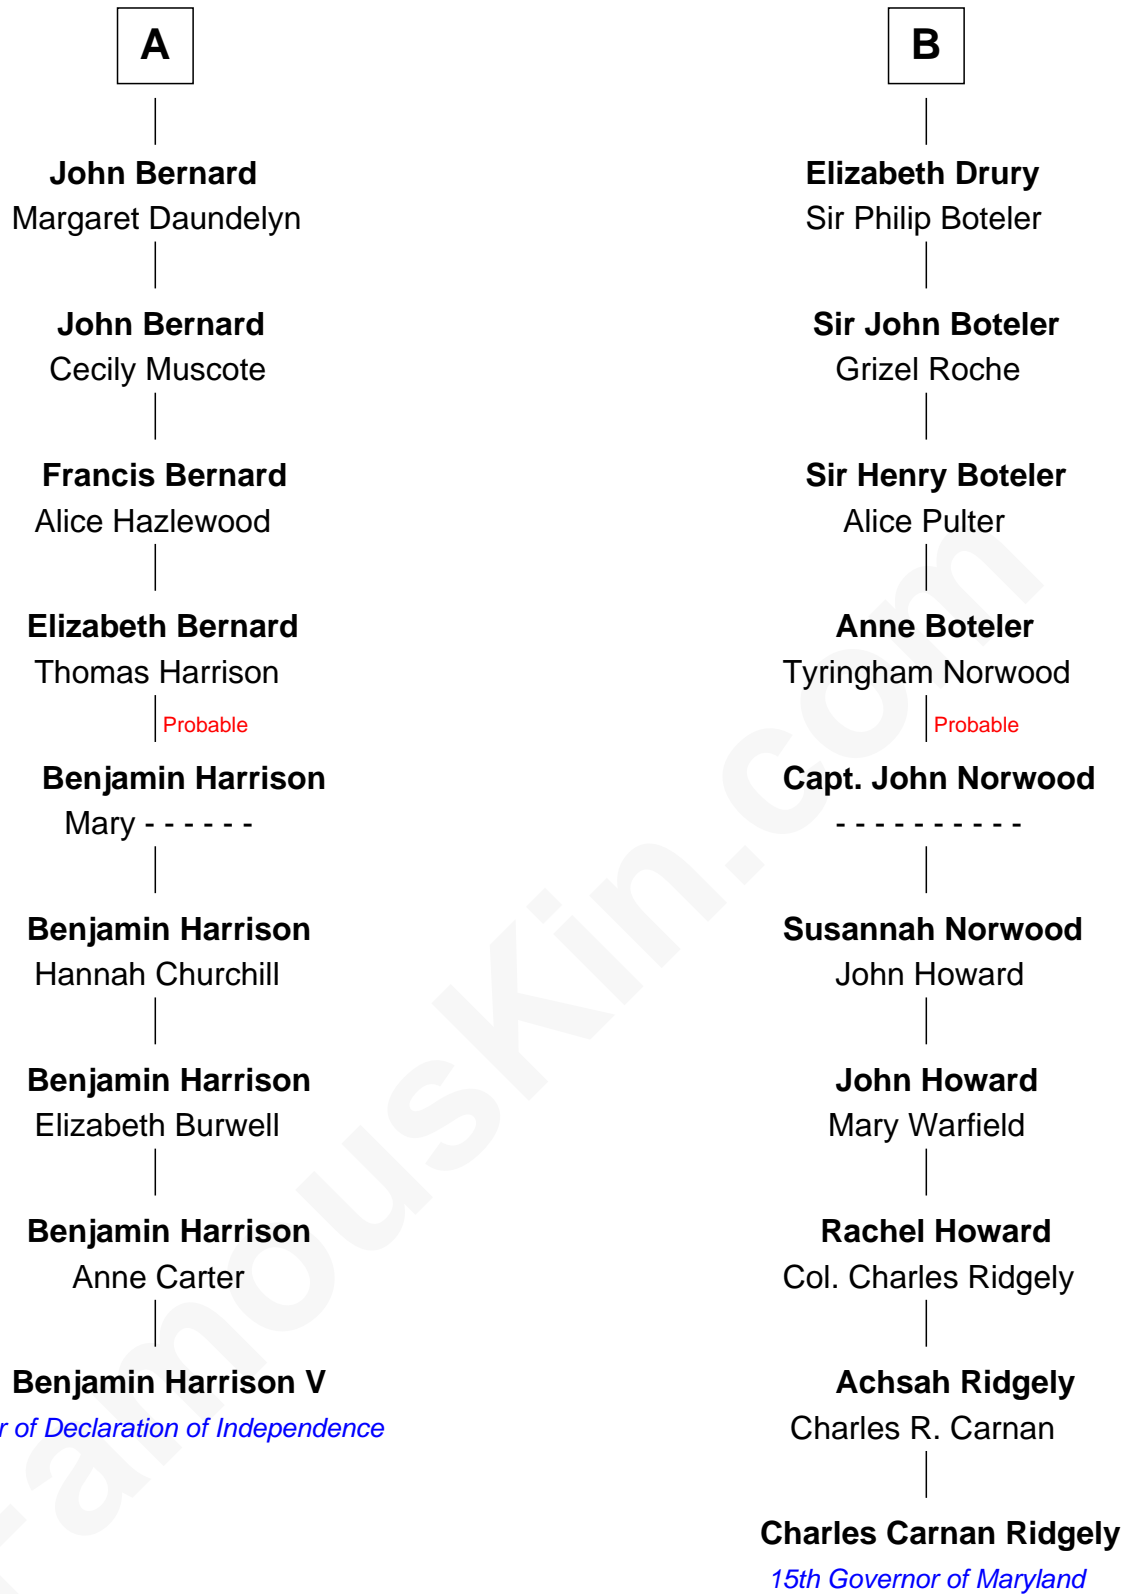 A
John Bernard
Margaret Daundelyn
John Bernard
Cecily Muscote
Francis Bernard
Alice Hazlewood
Elizabeth Bernard
Thomas Harrison
Probable
Benjamin Harrison
Mary - - - - - -
Benjamin Harrison
Hannah Churchill
Benjamin Harrison
Elizabeth Burwell
Benjamin Harrison
Anne Carter
Benjamin Harrison V
r of Declaration of Independence
B
Elizabeth Drury
Sir Philip Boteler
Sir John Boteler
Grizel Roche
Sir Henry Boteler
Alice Pulter
Anne Boteler
Tyringham Norwood
Probable
Capt. John Norwood
- - - - - - - - - -
Susannah Norwood
John Howard
John Howard
Mary Warfield
Rachel Howard
Col. Charles Ridgely
Achsah Ridgely
Charles R. Carnan
Charles Carnan Ridgely
15th Governor of Maryland
FamousKin.com